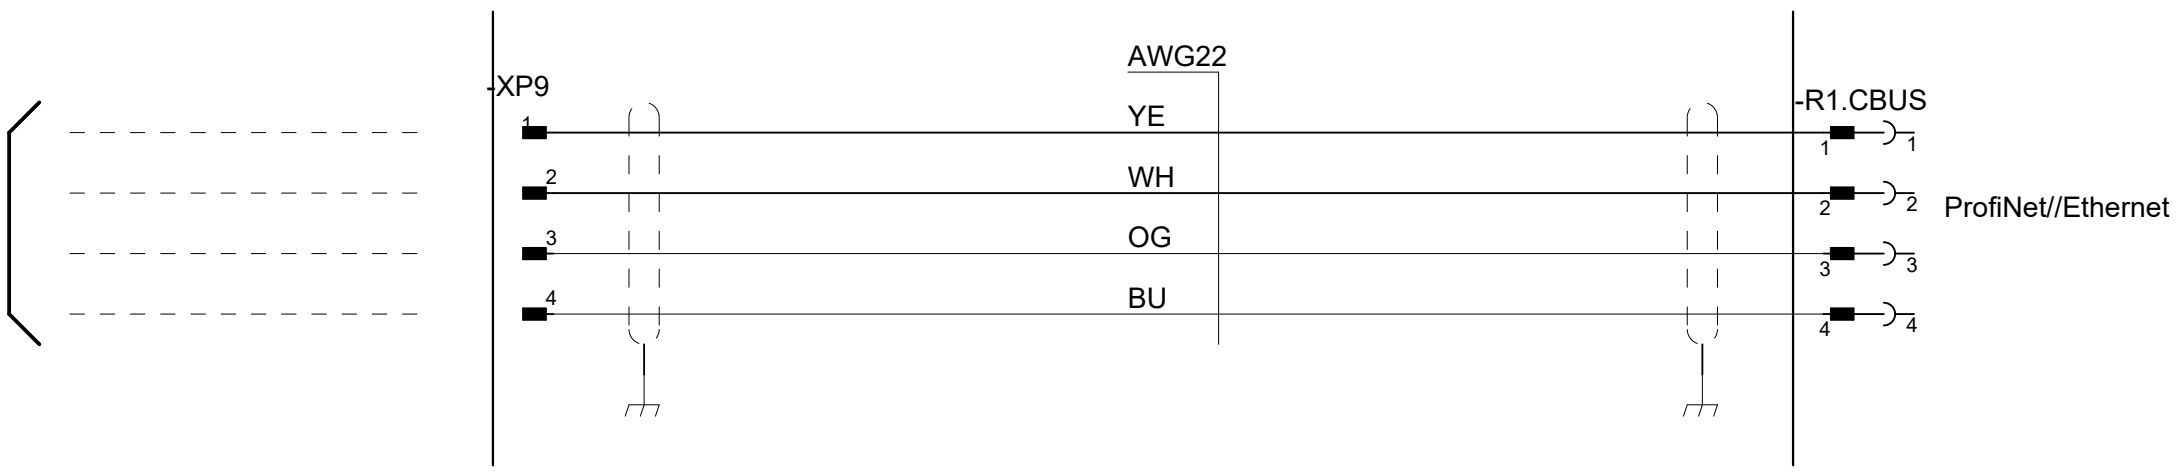 AWG22
-XP9
-R1.CBUS
1 YE 1 1
2 WH 2 2 ProfiNet//Ethernet
3 OG 3 3
4 BU 4 4